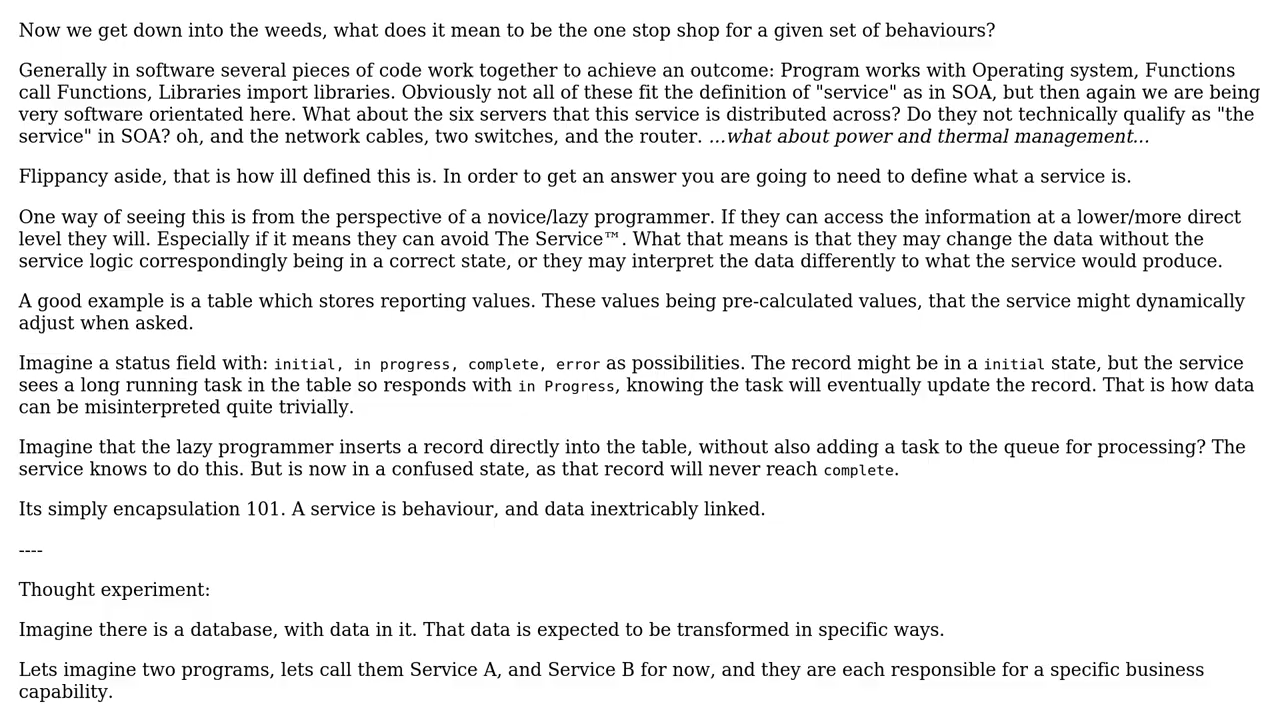 Now we get down into the weeds, what does it mean to be the one stop shop for a given set of behaviours?
Generally in software several pieces of code work together to achieve an outcome: Program works with Operating system, Functions
call Functions, Libraries import libraries. Obviously not all of these fit the definition of "service" as in SOA, but then again we are being
very software orientated here. What about the six servers that this service is distributed across? Do they not technically qualify as "the
service" in SOA? oh, and the network cables, two switches, and the router. ...what about power and thermal management...
Flippancy aside, that is how ill defined this is. In order to get an answer you are going to need to define what a service is.
One way of seeing this is from the perspective of a novice/lazy programmer. If they can access the information at a lower/more direct
level they will. Especially if it means they can avoid The Service™. What that means is that they may change the data without the
service logic correspondingly being in a correct state, or they may interpret the data differently to what the service would produce.
A good example is a table which stores reporting values. These values being pre-calculated values, that the service might dynamically
adjust when asked.
Imagine a status field with: initial, in progress, complete, error as possibilities. The record might be in a initial state, but the service
sees a long running task in the table so responds with in Progress, knowing the task will eventually update the record. That is how data
can be misinterpreted quite trivially.
Imagine that the lazy programmer inserts a record directly into the table, without also adding a task to the queue for processing? The
service knows to do this. But is now in a confused state, as that record will never reach complete.
Its simply encapsulation 101. A service is behaviour, and data inextricably linked.
----
Thought experiment:
Imagine there is a database, with data in it. That data is expected to be transformed in specific ways.
Lets imagine two programs, lets call them Service A, and Service B for now, and they are each responsible for a specific business
capability.